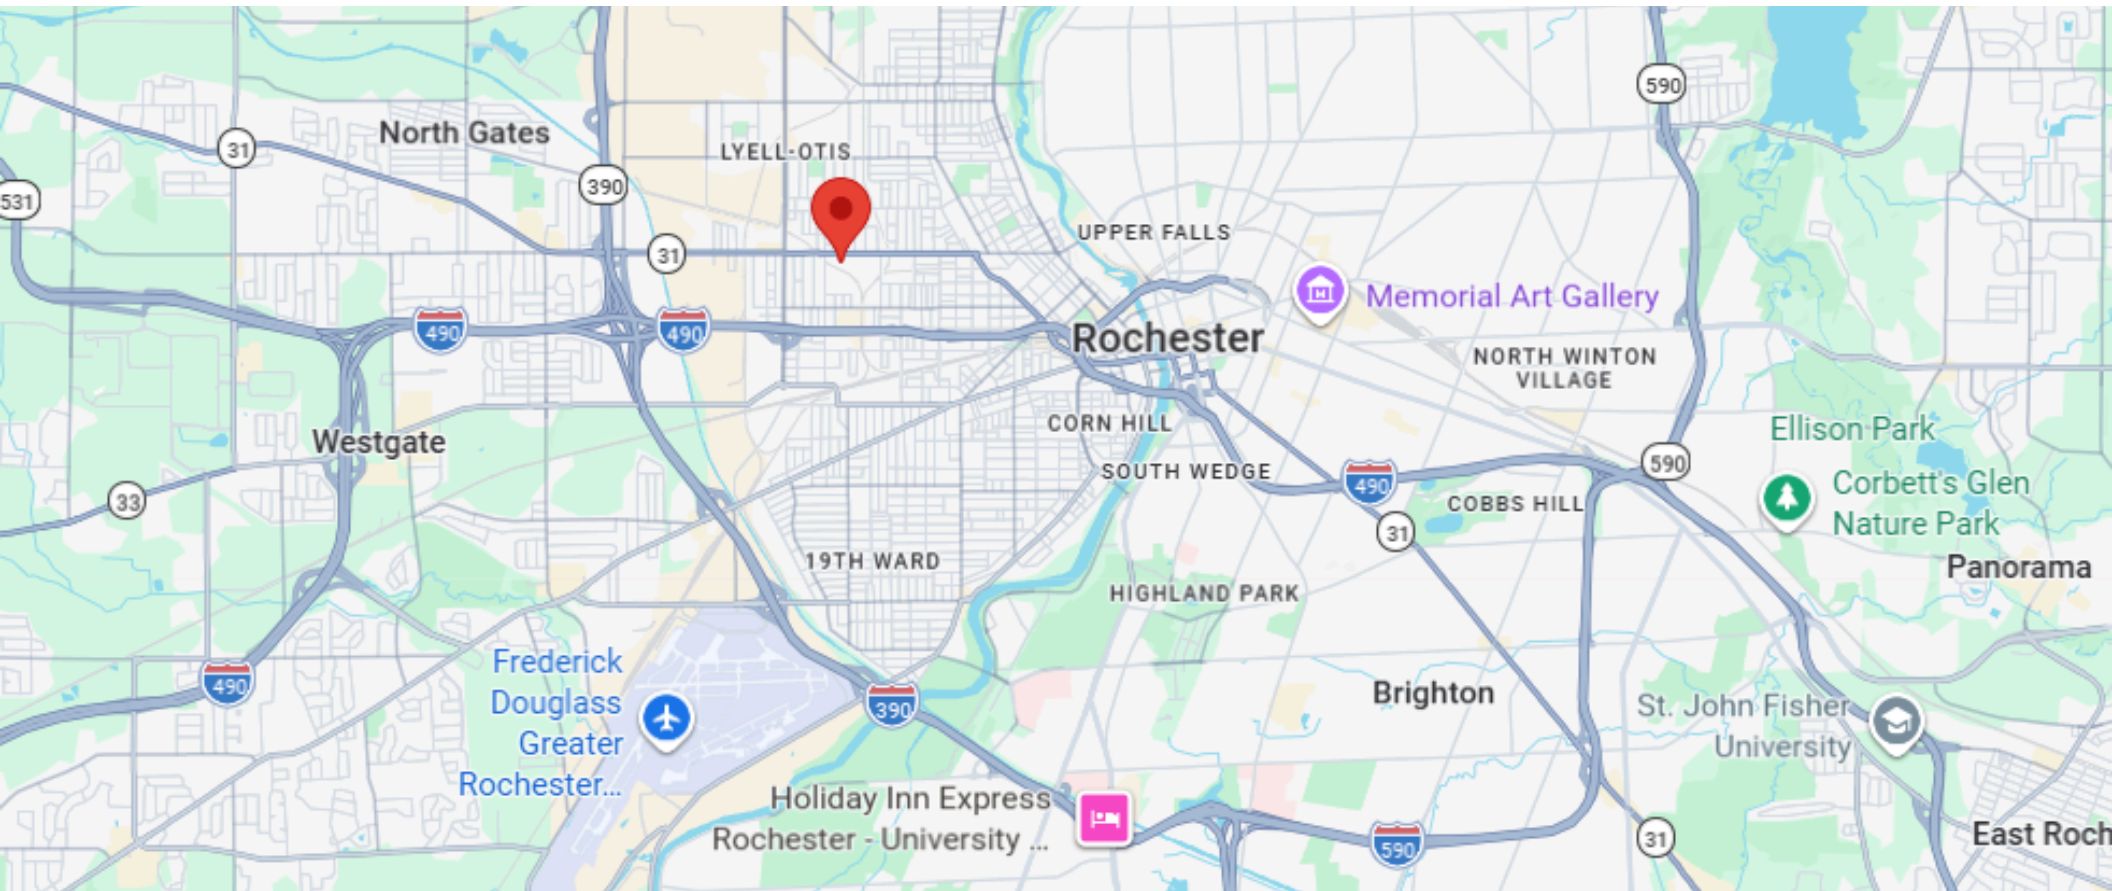 590
31
North Gates
LYELL-OTIS
390
531
31
UPPER FALLS
Memorial Art Gallery
490
490
Rochester
NORTH WINTON
VILLAGE
Westgate
CORN HILL
Ellison Park
590
SOUTH WEDGE
490
33
COBBS HILL
Corbett's Glen
Nature Park
31
19TH WARD
Panorama
HIGHLAND PARK
Frederick
Douglass
Greater
Rochester...
490
390
Brighton
St. John Fisher
University
Holiday Inn Express
Rochester - University ...
590
31
East Roch